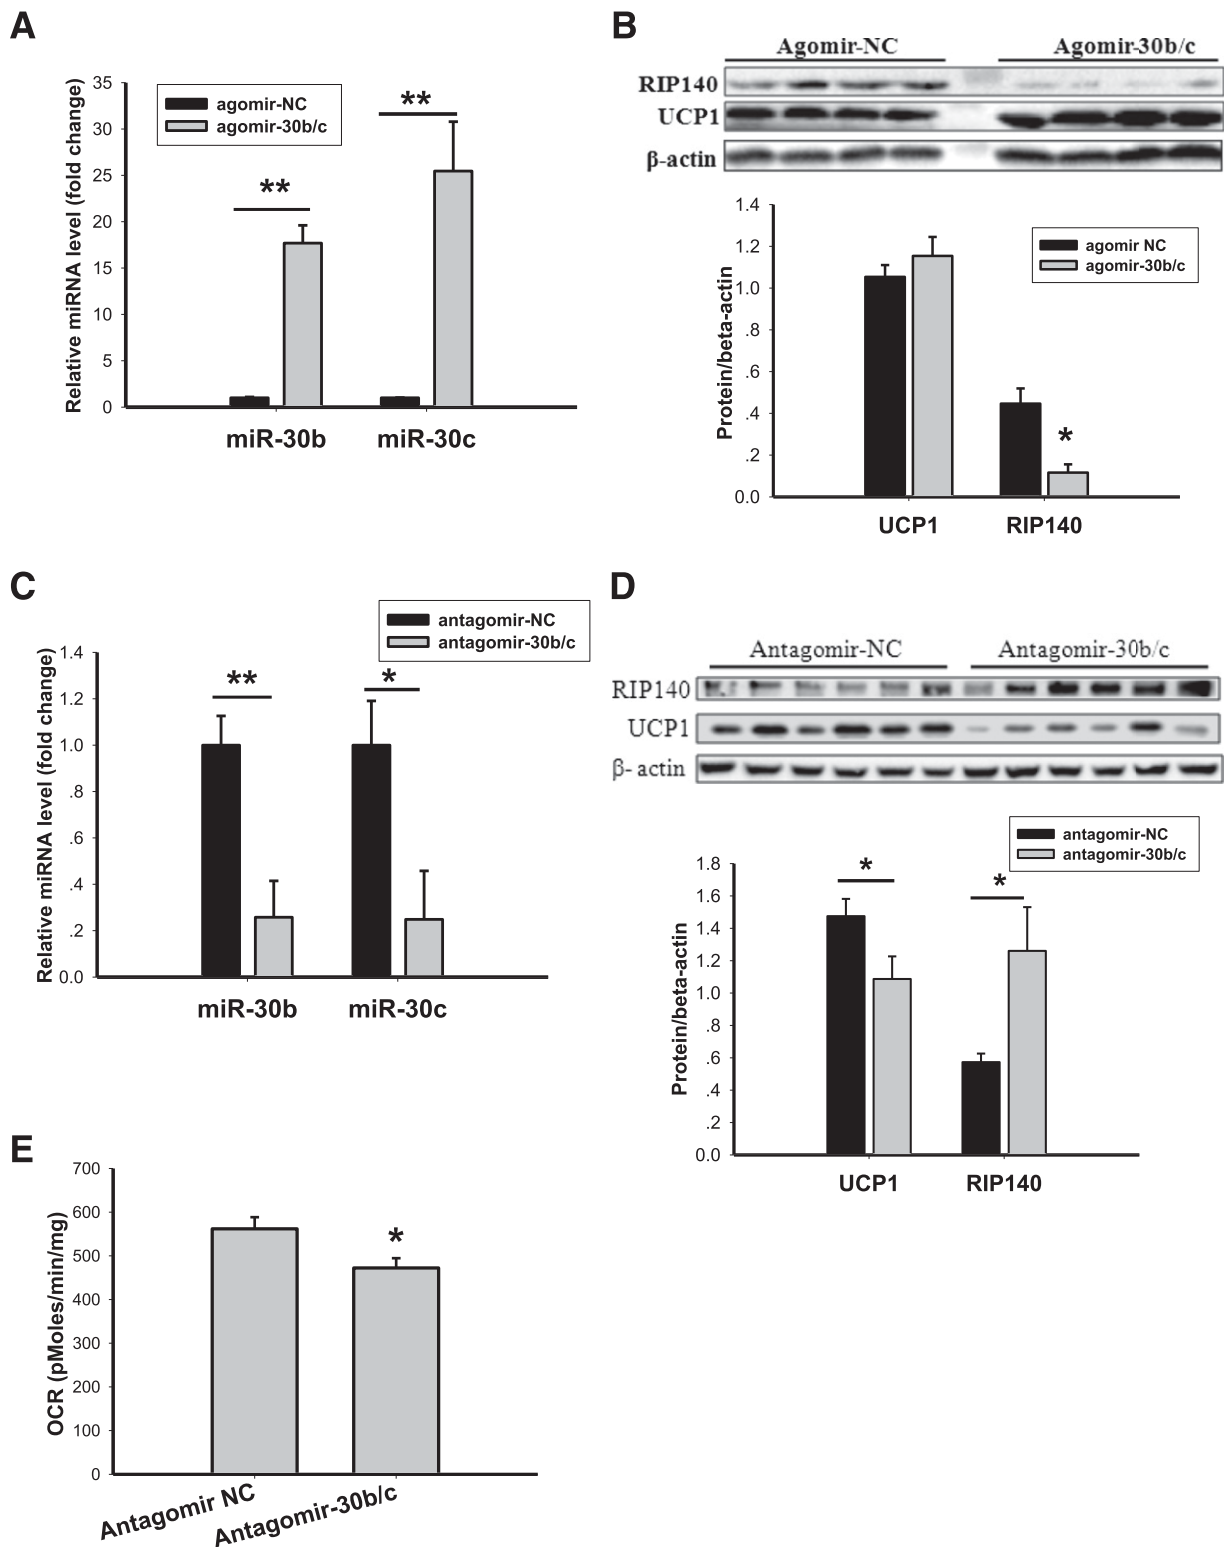 A
Relative miRNA level (fold change)
35
30
25
20
15
10
5
0
agomir-NC
agomir-30b/c
**
**
miR-30b
miR-30c
B
Agomir-NC
Agomir-30b/c
RIP140
UCP1
β-actin
Protein/beta-actin
1.4
1.2
1.0
.8
.6
.4
.2
0.0
agomir NC
agomir-30b/c
*
UCP1
RIP140
C
antagomir-NC
antagomir-30b/c
Relative miRNA level (fold change)
1.4
1.2
1.0
.8
.6
.4
.2
0.0
**
*
miR-30b
miR-30c
D
Antagomir-NC
Antagomir-30b/c
RIP140
UCP1
β- actin
antagomir-NC
antagomir-30b/c
Protein/beta-actin
1.8
1.6
1.4
1.2
1.0
.8
.6
.4
.2
0.0
*
*
UCP1
RIP140
E
OCR (pMoles/min/mg)
700
600
500
400
300
200
100
0
*
Antagomir NC
Antagomir-30b/c